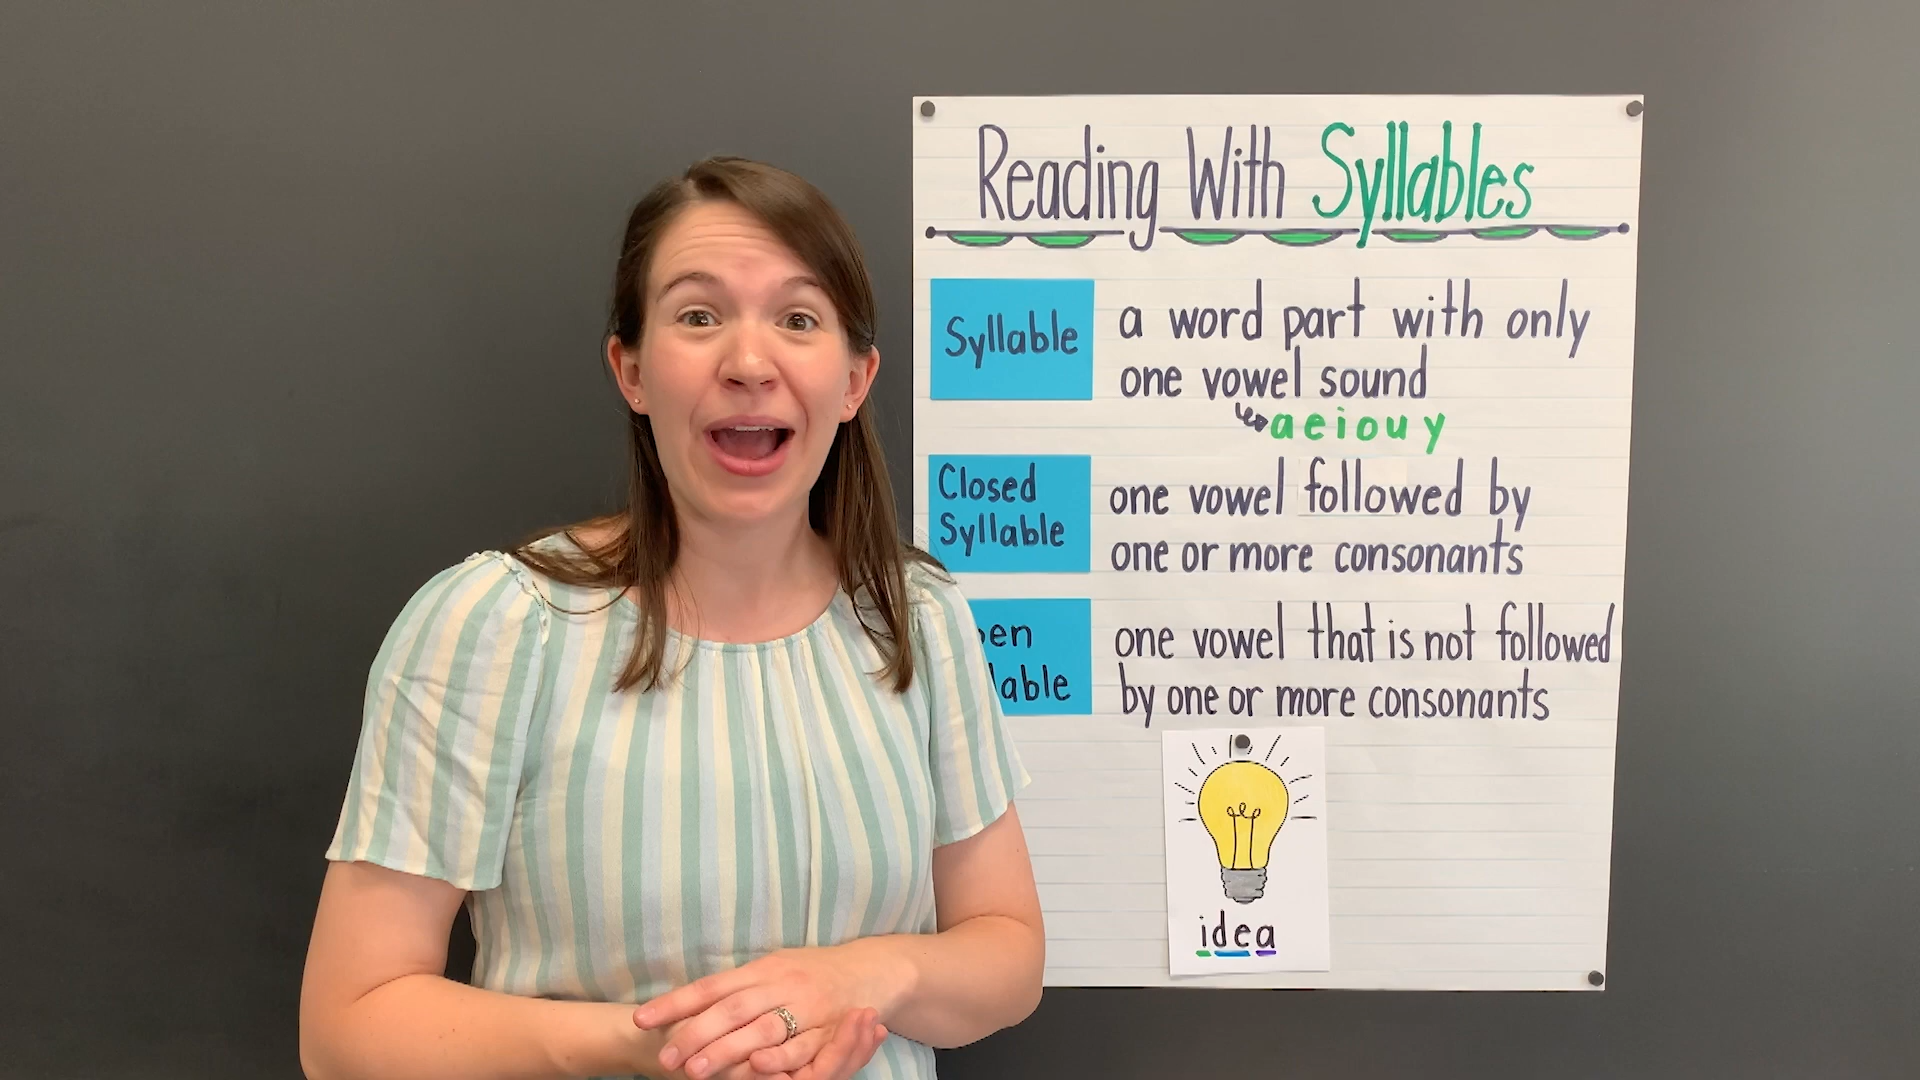 Reading With Syllables
Syllable
a word part with only
one vowel sound
a e i o u y
Closed
Syllable
one vowel followed by
one or more consonants
one vowel that is not followed
by one or more consonants
idea